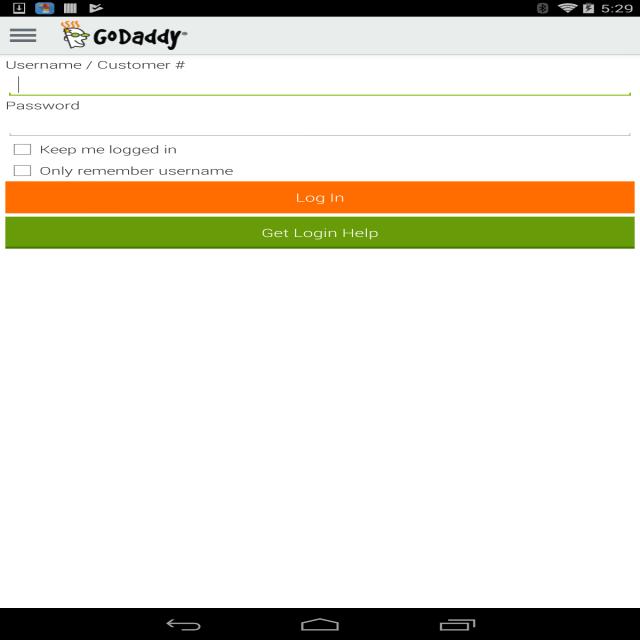 5:29
GoDaddy
Username / Customer #
Password
Keep me logged in
Only remember username
Log In
Get Login Help